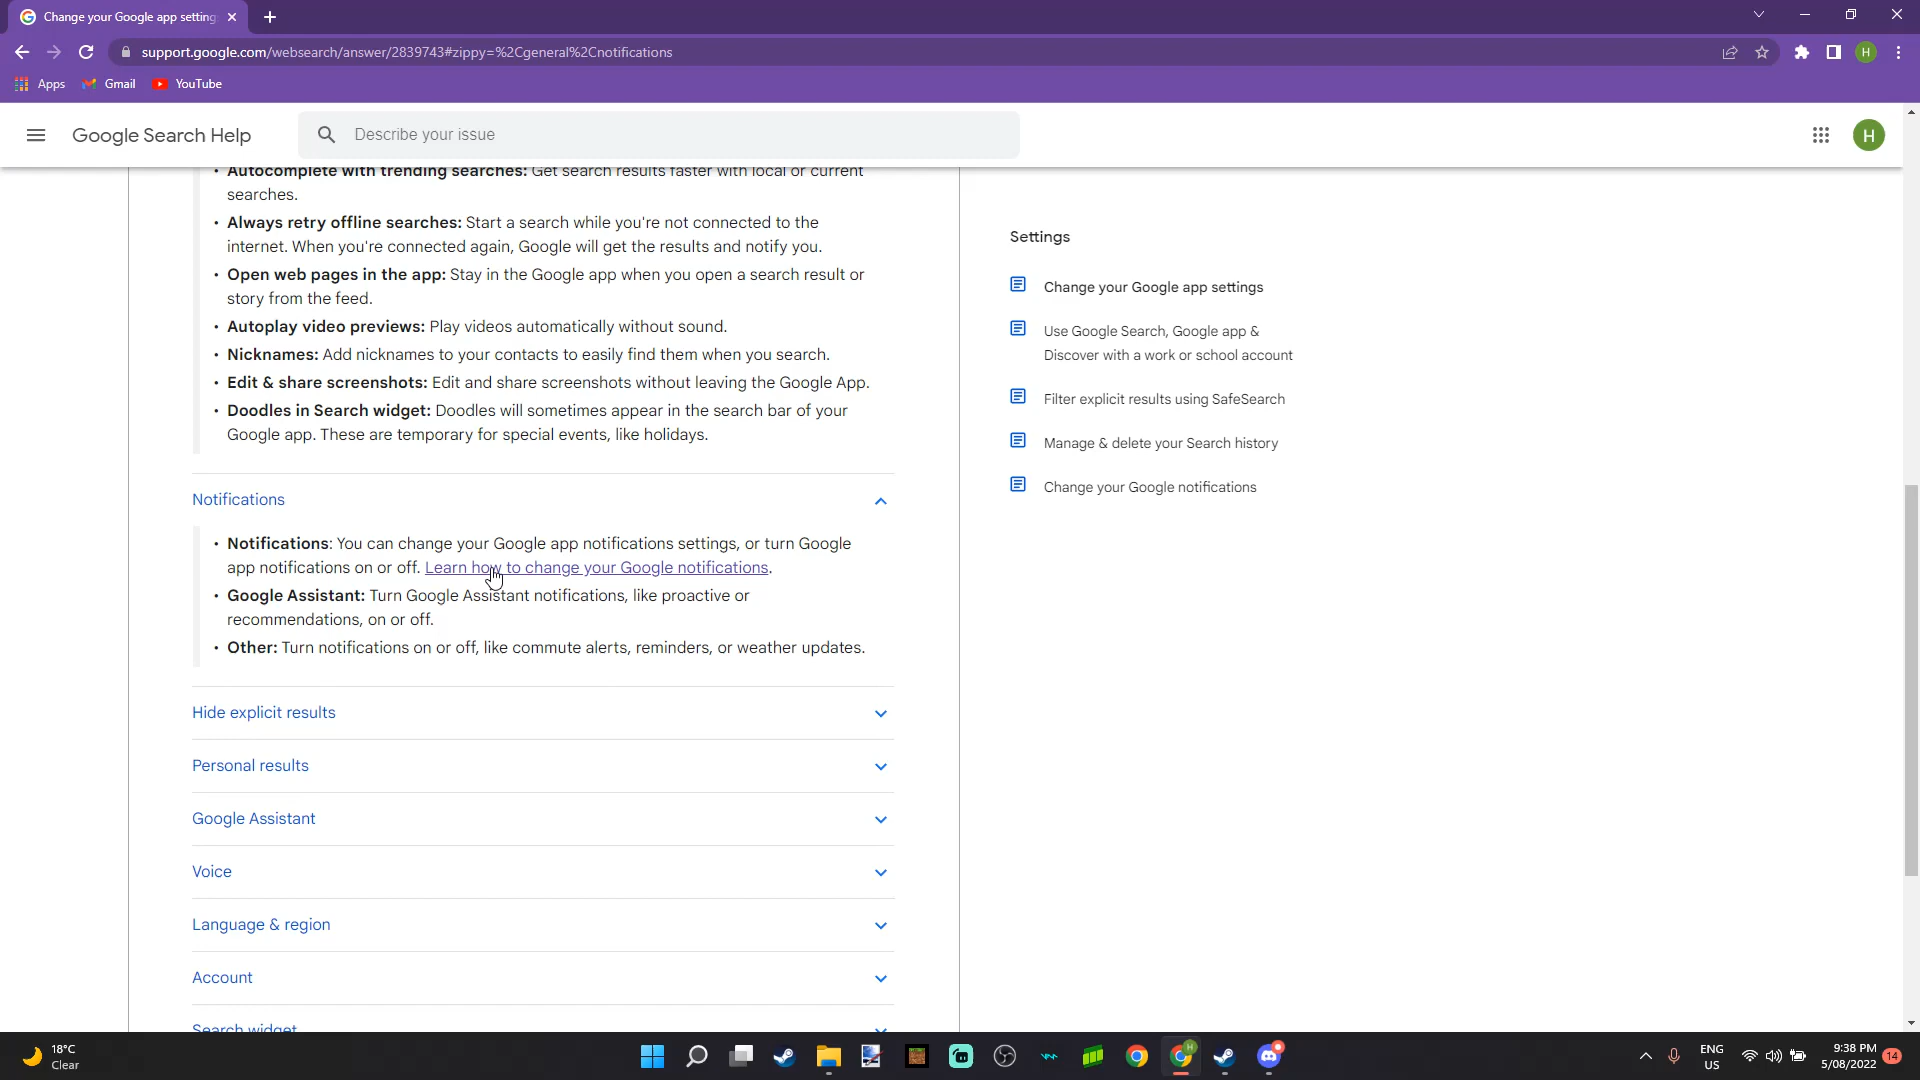 Change your Google app setting
support.google.com/websearch/answer/2839743#zippy=%2Cgeneral%2Cnotifications
H
Apps
Gmail
YouTube
Google Search Help
Describe your issue
H
• Autocomplete with trending searches: Get search results faster with local or current
searches.
• Always retry offline searches: Start a search while you're not connected to the
internet. When you're connected again, Google will get the results and notify you.
• Open web pages in the app: Stay in the Google app when you open a search result or
story from the feed.
• Autoplay video previews: Play videos automatically without sound.
• Nicknames: Add nicknames to your contacts to easily find them when you search.
• Edit & share screenshots: Edit and share screenshots without leaving the Google App.
• Doodles in Search widget: Doodles will sometimes appear in the search bar of your
Google app. These are temporary for special events, like holidays.
Notifications
• Notifications: You can change your Google app notifications settings, or turn Google
app notifications on or off. Learn how to change your Google notifications.
• Google Assistant: Turn Google Assistant notifications, like proactive or
recommendations, on or off.
• Other: Turn notifications on or off, like commute alerts, reminders, or weather updates.
Hide explicit results
Personal results
Google Assistant
Voice
Language & region
Account
Search widget
Settings
Change your Google app settings
Use Google Search, Google app &
Discover with a work or school account
Filter explicit results using SafeSearch
Manage & delete your Search history
Change your Google notifications
18°C
Clear
H
ENG
US
9:38 PM
5/08/2022
14